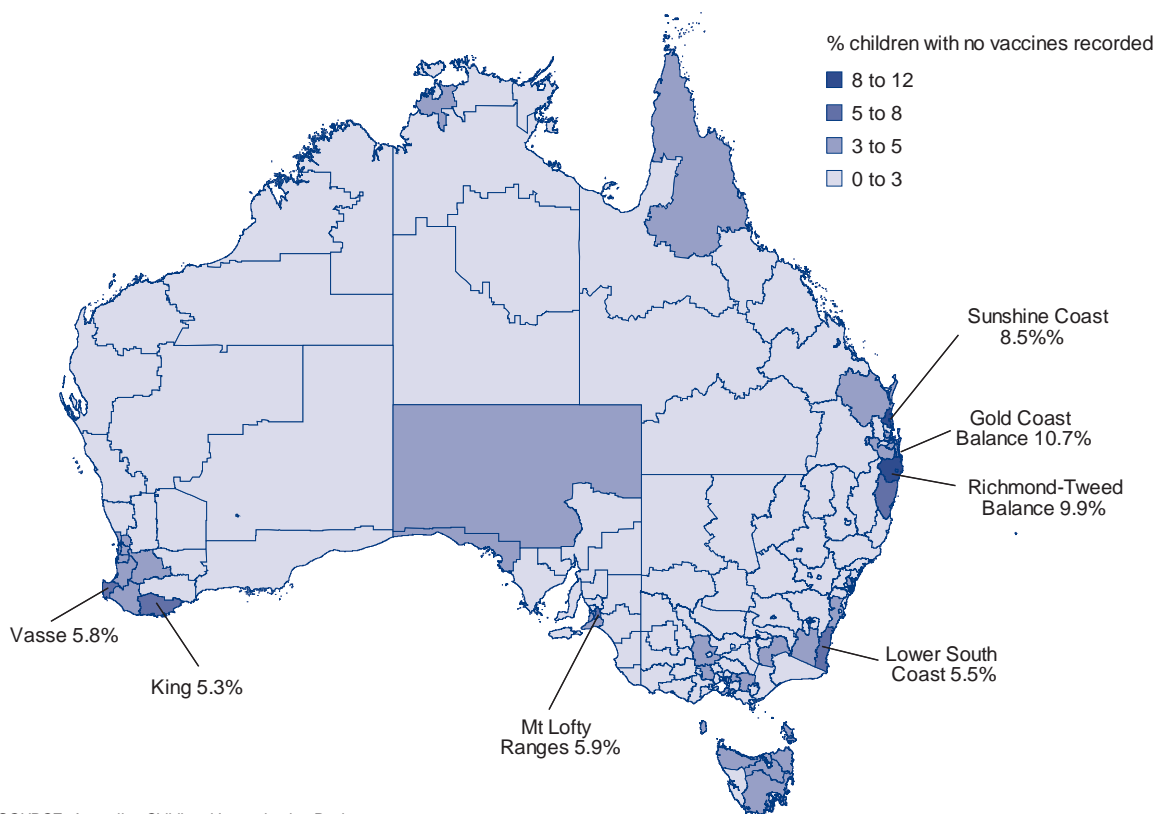 % children with no vaccines recorded
8 to 12
5 to 8
3 to 5
0 to 3
Sunshine Coast
8.5%%
Gold Coast
Balance 10.7%
Richmond-Tweed
Balance 9.9%
Vasse 5.8%
King 5.3%
Lower South
Coast 5.5%
Mt Lofty
Ranges 5.9%